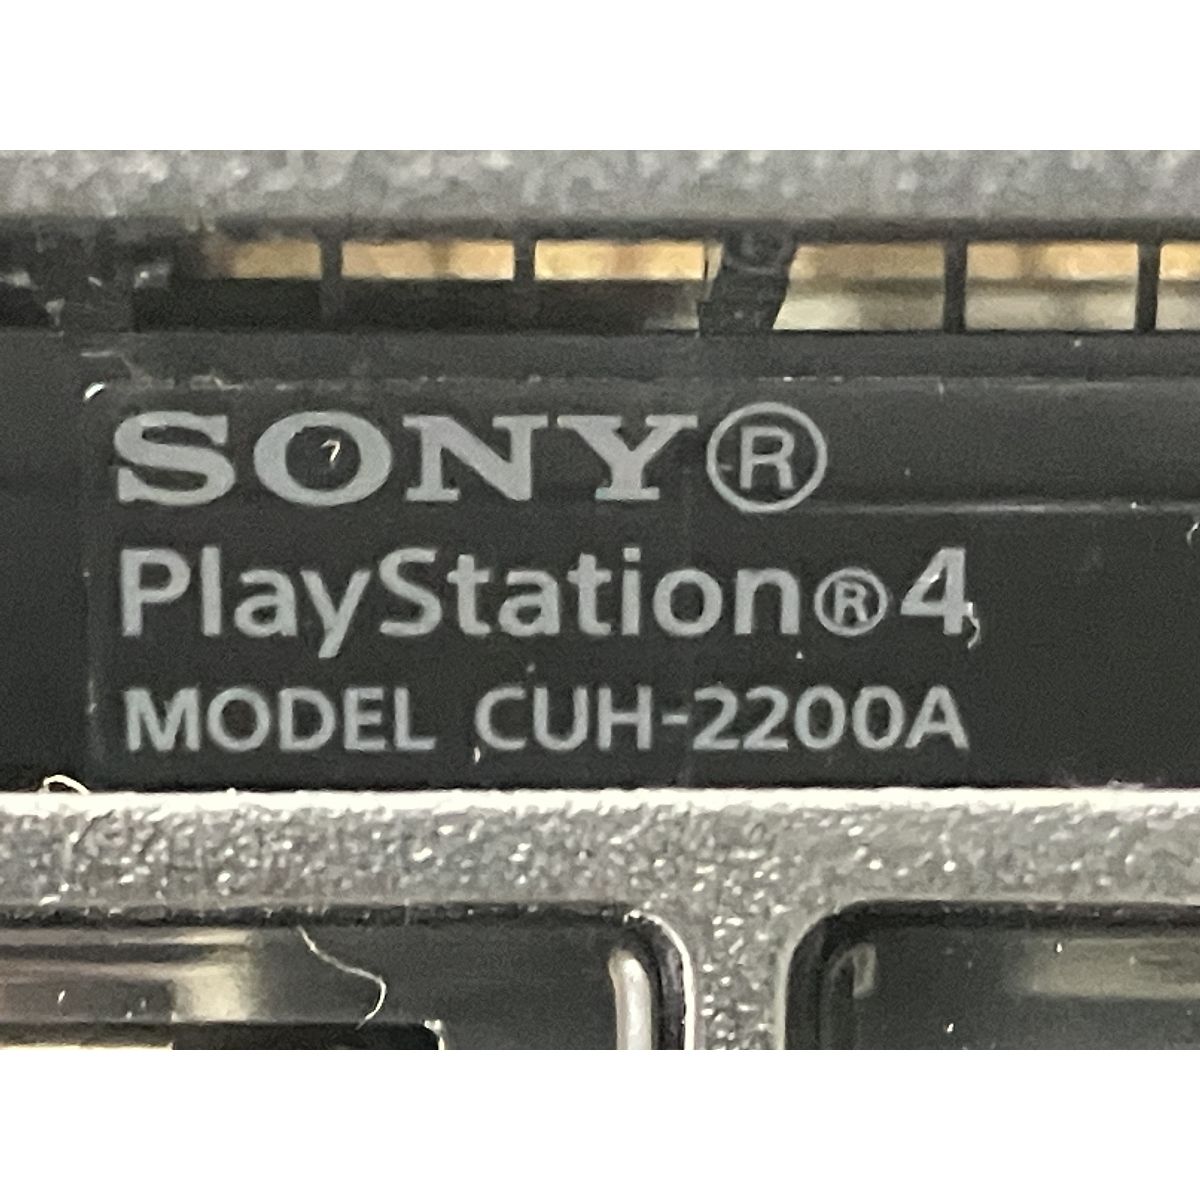 SONY®
PlayStation®4
MODEL CUH-2200A